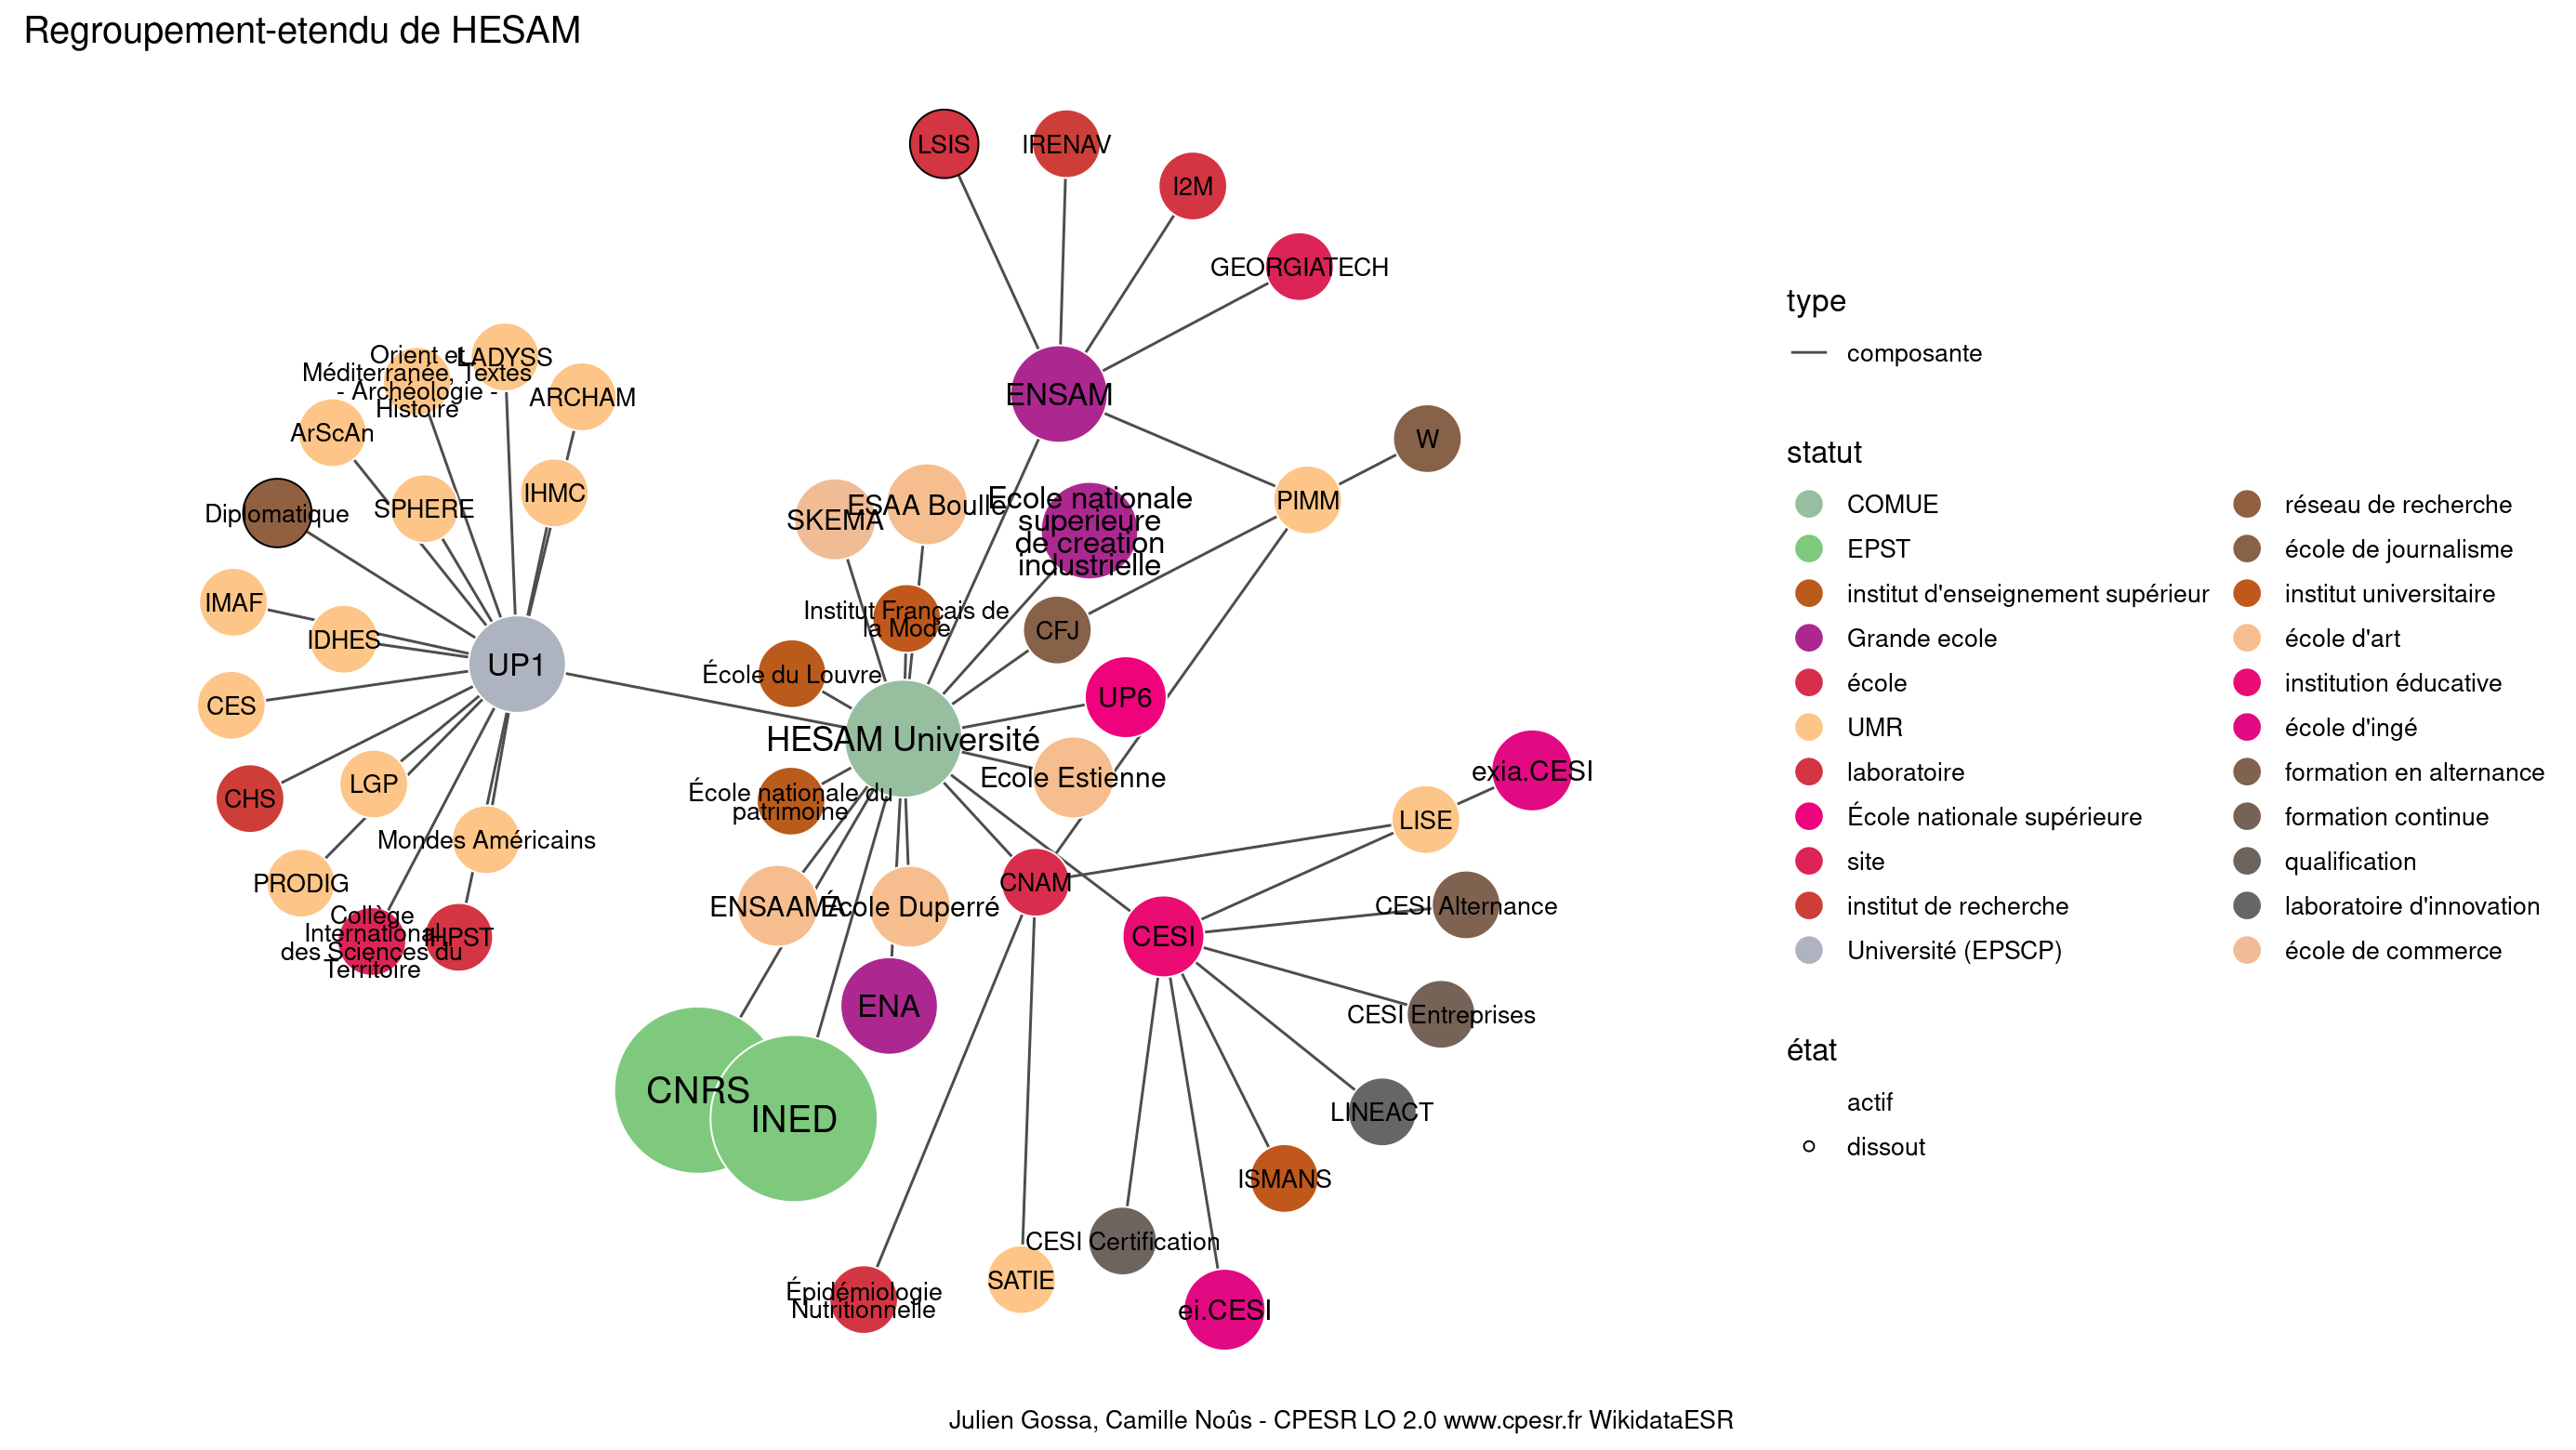 Regroupement-etendu de HESAM
LSIS
IRENAV
I2M
GEORGIATECH
ENSAM
Orient et
Méditerranée, Textes
- Archéologie -
Histoire
LADYSS
ARCHAM
ArScAn
W
SPHERE
IHMC
Diplomatique
SKEMA
ESAA Boulle
Ecole nationale
superieure
de creation
industrielle
PIMM
IMAF
IDHES
UP1
Institut Français de
la Mode
CFJ
École du Louvre
UP6
CES
HESAM Université
Ecole Estienne
CHS
LGP
École nationale du
patrimoine
exia.CESI
LISE
Mondes Américains
PRODIG
CNAM
ENSAAMA
École Duperré
CESI Alternance
Collège
International
des Sciences du
Territoire
IHPST
CESI
ENA
CESI Entreprises
CNRS
INED
LINEACT
ISMANS
CESI Certification
SATIE
Épidémiologie
Nutritionnelle
ei.CESI
type
composante
statut
COMUE
EPST
institut d'enseignement supérieur
Grande ecole
école
UMR
laboratoire
École nationale supérieure
site
institut de recherche
Université (EPSCP)
réseau de recherche
école de journalisme
institut universitaire
école d'art
institution éducative
école d'ingé
formation en alternance
formation continue
qualification
laboratoire d'innovation
école de commerce
état
actif
dissout
Julien Gossa, Camille Noûs - CPESR LO 2.0 www.cpesr.fr WikidataESR